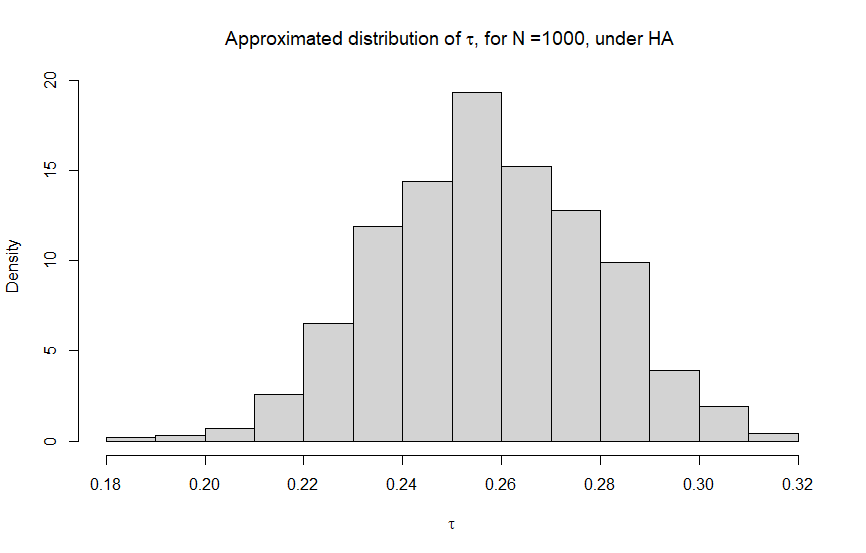 Approximated distribution of τ, for N =1000, under HA
Density
20
15
10
5
0
0.18 0.20 0.22 0.24 0.26 0.28 0.30 0.32
τ